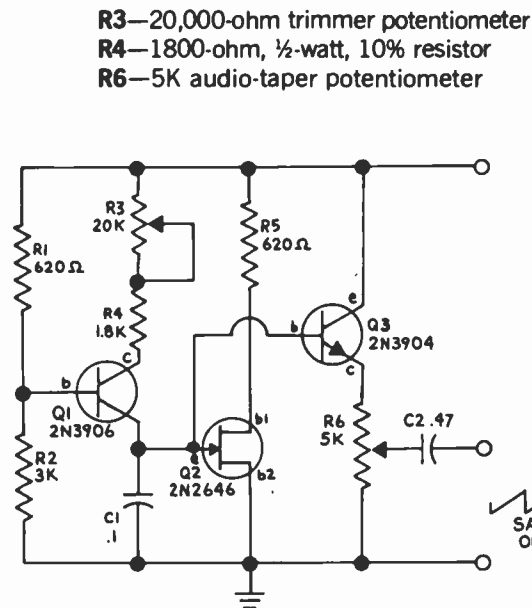 R3—20,000-ohm trimmer potentiometer
R4—1800-ohm, ½-watt, 10% resistor
R6—5K audio-taper potentiometer
R3
20K
R5
620Ω
R1
620Ω
R4
1.8K
e
b
Q3
2N3904
c
c
b
Q1
2N3906
R6
5K
C2 .47
b1
e
Q2
2N2646
b2
R2
3K
C1
.1
SA
O